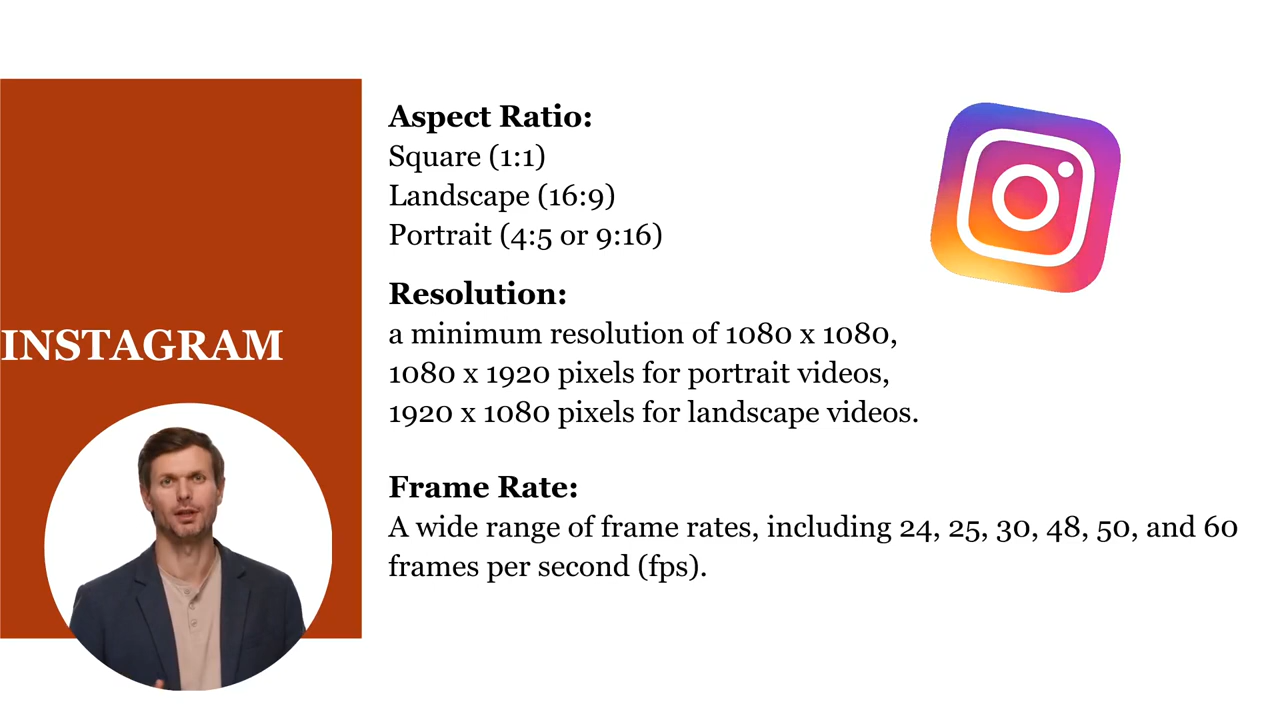 INSTAGRAM
Aspect Ratio:
Square (1:1)
Landscape (16:9)
Portrait (4:5 or 9:16)
Resolution:
a minimum resolution of 1080 x 1080,
1080 x 1920 pixels for portrait videos,
1920 x 1080 pixels for landscape videos.
Frame Rate:
A wide range of frame rates, including 24, 25, 30, 48, 50, and 60
frames per second (fps).